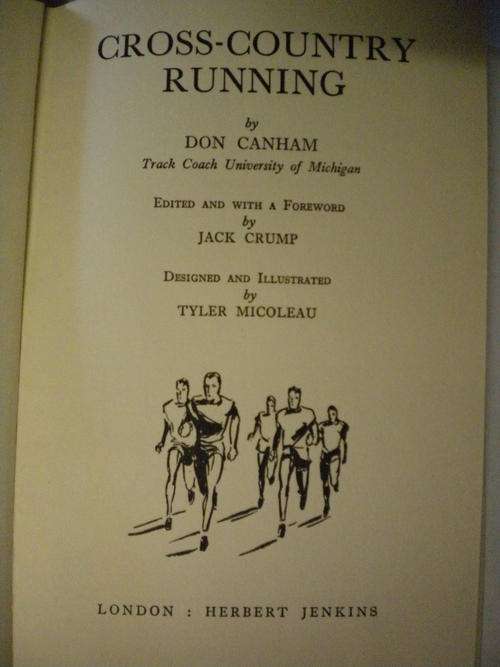 CROSS-COUNTRY
RUNNING
by
DON CANHAM
Track Coach University of Michigan
EDITED AND WITH A FOREWORD
by
JACK CRUMP
DESIGNED AND ILLUSTRATED
by
TYLER MICOLEAU
LONDON : HERBERT JENKINS